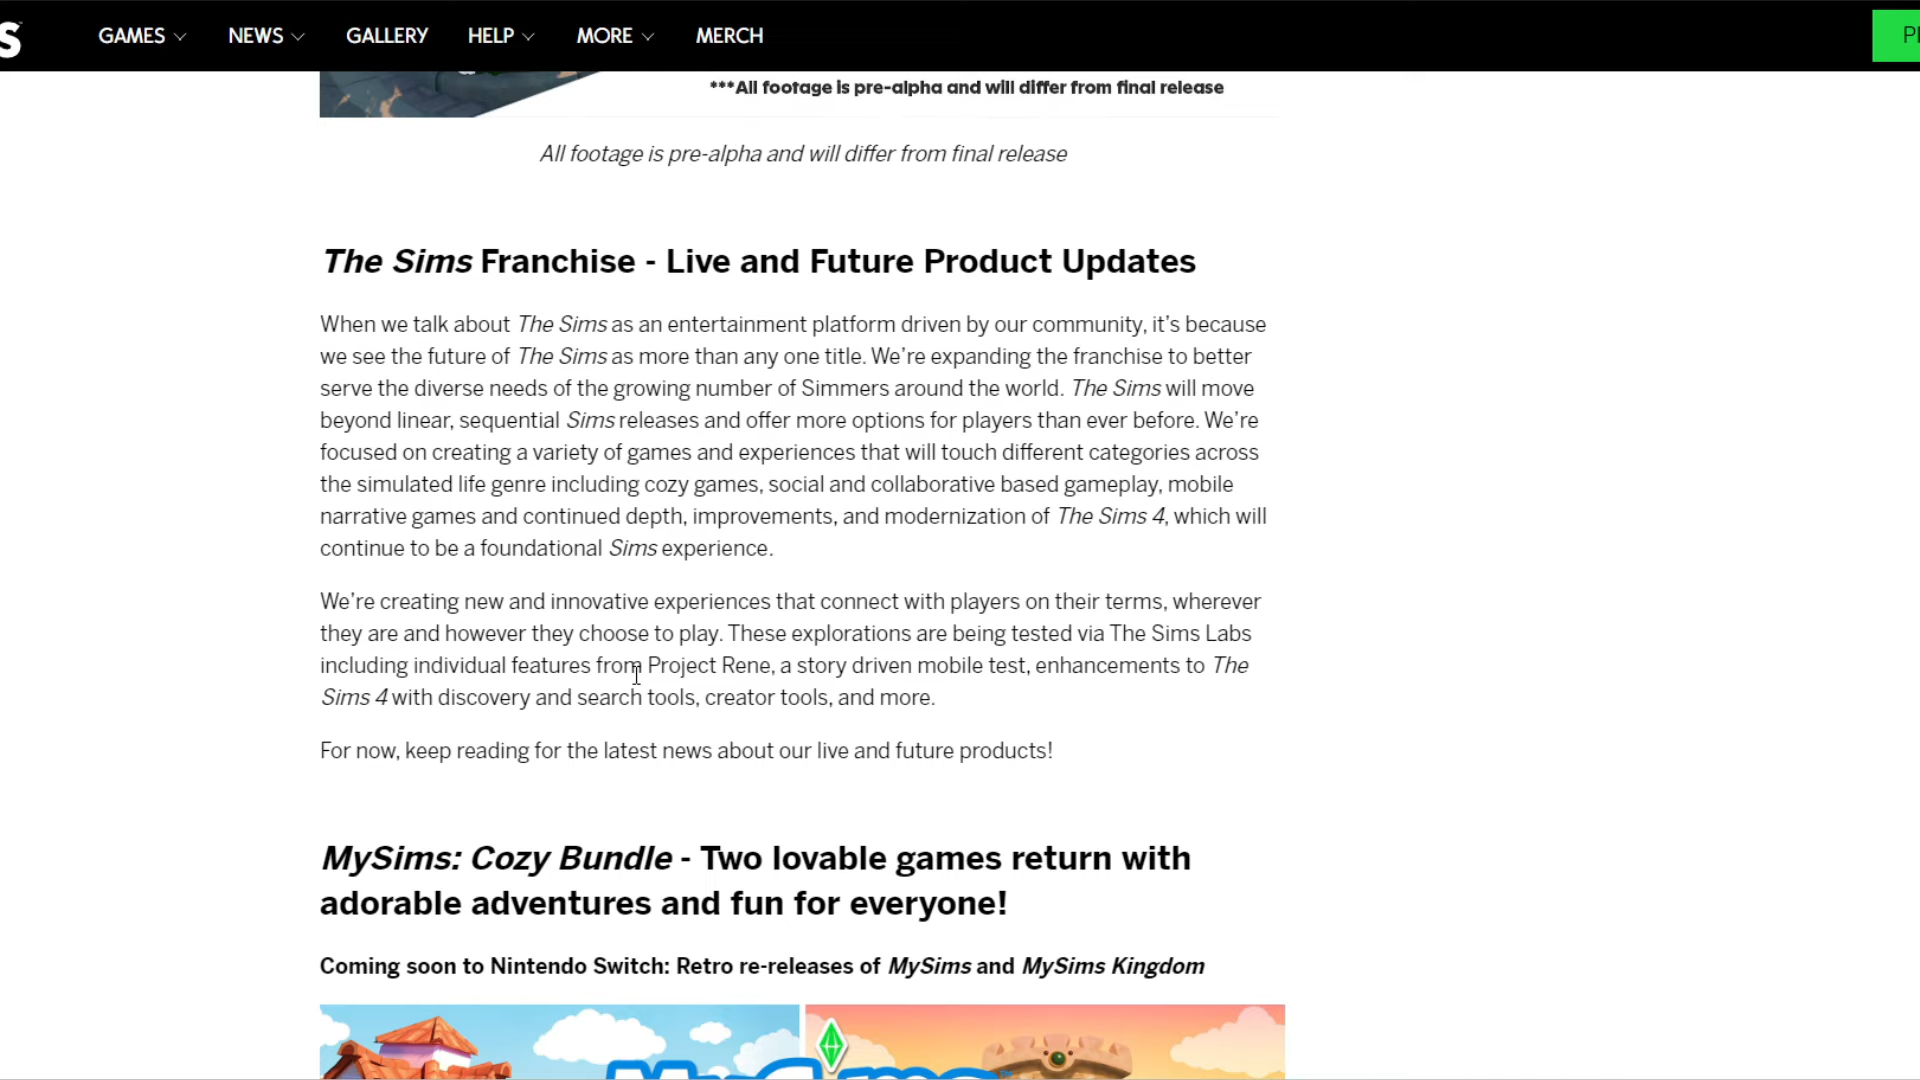 S
GAMES NEWS GALLERY HELP MORE MERCH
***All footage is pre-alpha and will differ from final release
All footage is pre-alpha and will differ from final release
The Sims Franchise - Live and Future Product Updates
When we talk about The Sims as an entertainment platform driven by our community, it’s because
we see the future of The Sims as more than any one title. We’re expanding the franchise to better
serve the diverse needs of the growing number of Simmers around the world. The Sims will move
beyond linear, sequential Sims releases and offer more options for players than ever before. We’re
focused on creating a variety of games and experiences that will touch different categories across
the simulated life genre including cozy games, social and collaborative based gameplay, mobile
narrative games and continued depth, improvements, and modernization of The Sims 4, which will
continue to be a foundational Sims experience.
We’re creating new and innovative experiences that connect with players on their terms, wherever
they are and however they choose to play. These explorations are being tested via The Sims Labs
including individual features from Project Rene, a story driven mobile test, enhancements to The
Sims 4 with discovery and search tools, creator tools, and more.
For now, keep reading for the latest news about our live and future products!
MySims: Cozy Bundle - Two lovable games return with
adorable adventures and fun for everyone!
Coming soon to Nintendo Switch: Retro re-releases of MySims and MySims Kingdom